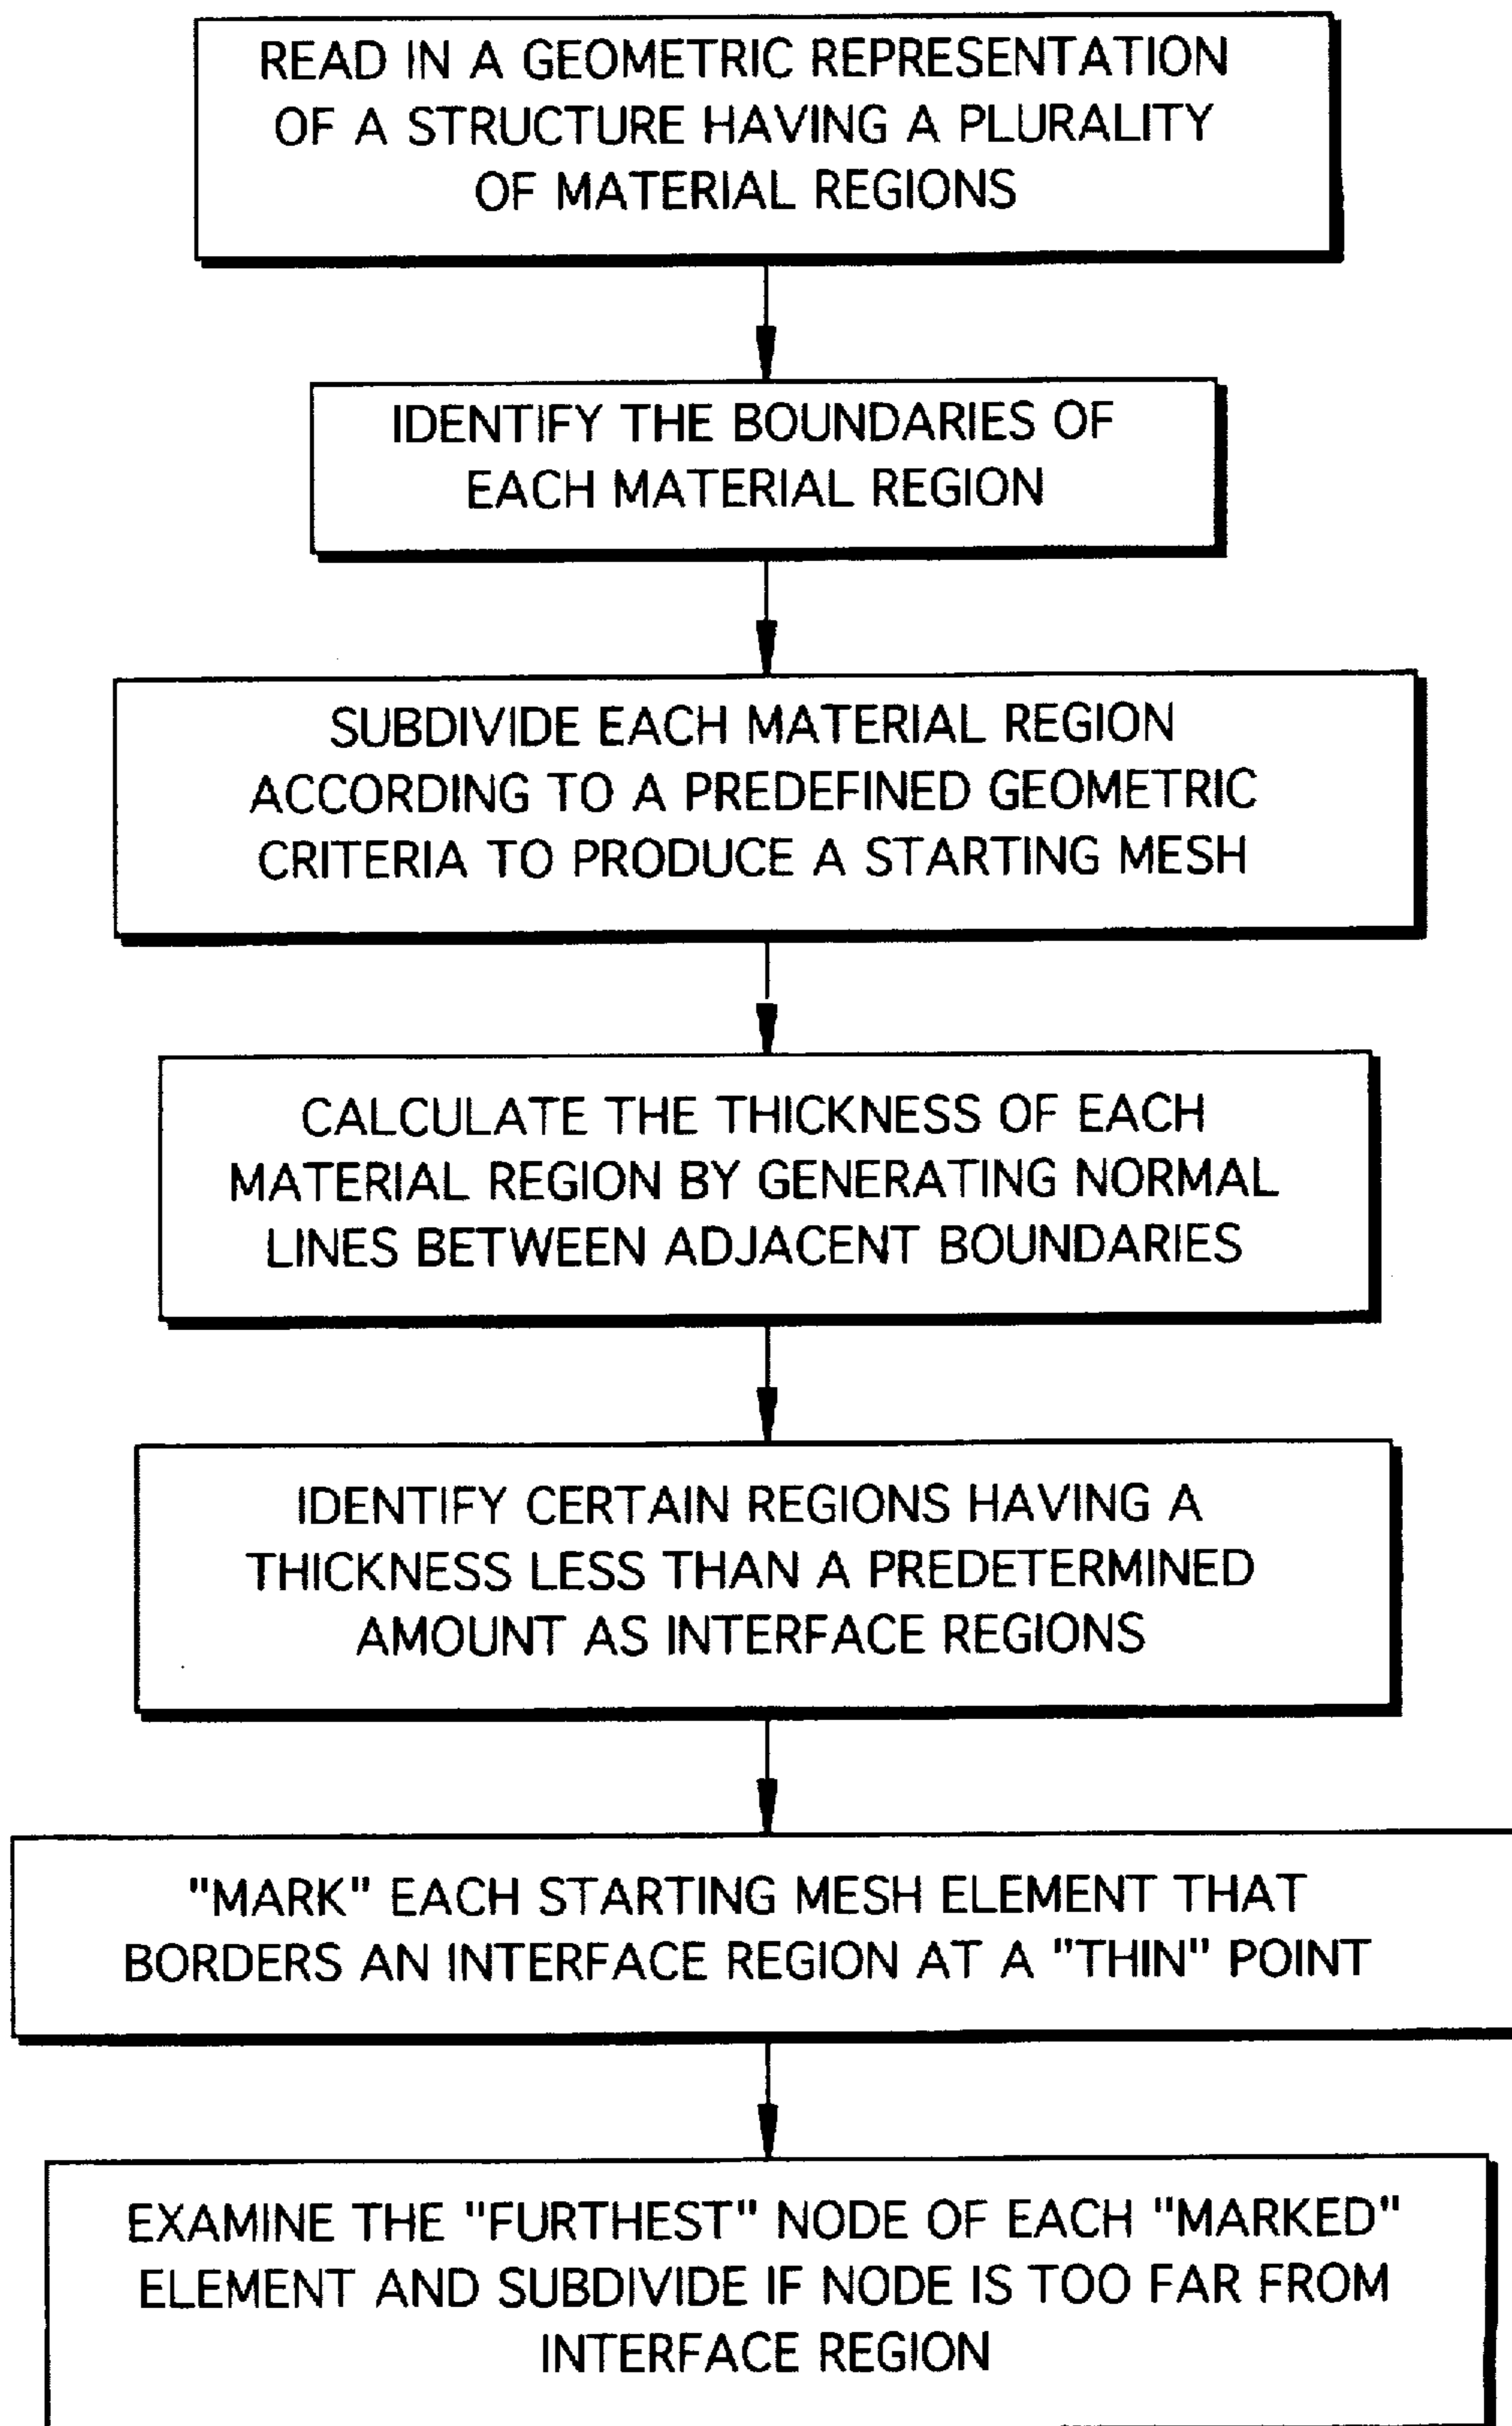 READ IN A GEOMETRIC REPRESENTATION
OF A STRUCTURE HAVING A PLURALITY
OF MATERIAL REGIONS
IDENTIFY THE BOUNDARIES OF
EACH MATERIAL REGION
SUBDIVIDE EACH MATERIAL REGION
ACCORDING TO A PREDEFINED GEOMETRIC
CRITERIA TO PRODUCE A STARTING MESH
CALCULATE THE THICKNESS OF EACH
MATERIAL REGION BY GENERATING NORMAL
LINES BETWEEN ADJACENT BOUNDARIES
IDENTIFY CERTAIN REGIONS HAVING A
THICKNESS LESS THAN A PREDETERMINED
AMOUNT AS INTERFACE REGIONS
"MARK" EACH STARTING MESH ELEMENT THAT
BORDERS AN INTERFACE REGION AT A "THIN" POINT
EXAMINE THE "FURTHEST" NODE OF EACH "MARKED"
ELEMENT AND SUBDIVIDE IF NODE IS TOO FAR FROM
INTERFACE REGION